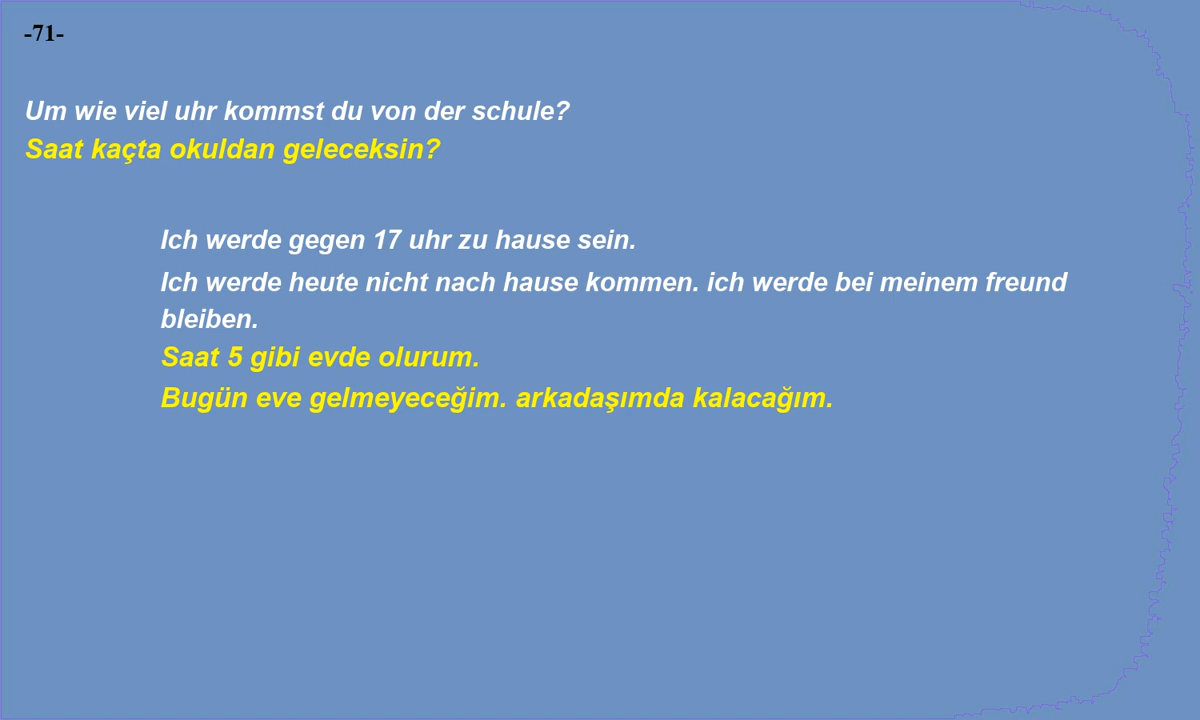 -71-
Um wie viel uhr kommst du von der schule?
Saat kaçta okuldan geleceksin?
Ich werde gegen 17 uhr zu hause sein.
Ich werde heute nicht nach hause kommen. ich werde bei meinem freund
bleiben.
Saat 5 gibi evde olurum.
Bugün eve gelmeyeceğim. arkadaşımda kalacağım.